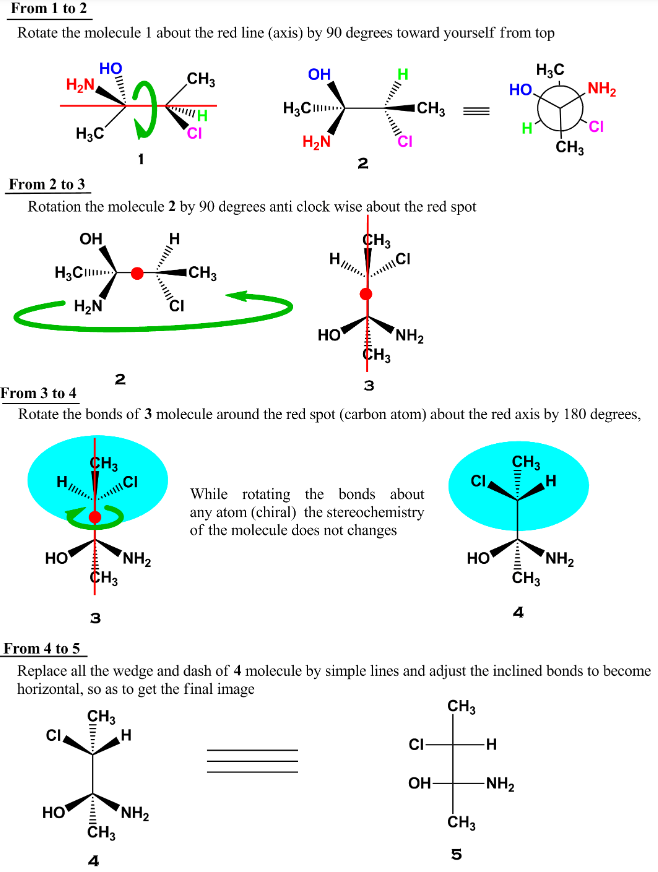 From 1 to 2
Rotate the molecule 1 about the red line (axis) by 90 degrees toward yourself from top
HO
H₂N
CH₃
H
H₃C
Cl
1
OH
H
H₃C
CH₃
H₂N
Cl
2
H₃C
HO
NH₂
H
Cl
CH₃
From 2 to 3
Rotation the molecule 2 by 90 degrees anti clock wise about the red spot
OH
H
H₃C
CH₃
H₂N
Cl
2
CH₃
H
Cl
HO
NH₂
CH₃
3
From 3 to 4
Rotate the bonds of 3 molecule around the red spot (carbon atom) about the red axis by 180 degrees,
CH₃
H
Cl
HO
NH₂
CH₃
3
While rotating the bonds about
any atom (chiral) the stereochemistry
of the molecule does not changes
CH₃
Cl
H
HO
NH₂
CH₃
4
From 4 to 5
Replace all the wedge and dash of 4 molecule by simple lines and adjust the inclined bonds to become
horizontal, so as to get the final image
CH₃
Cl
H
HO
NH₂
CH₃
4
CH₃
Cl
H
OH
NH₂
CH₃
5